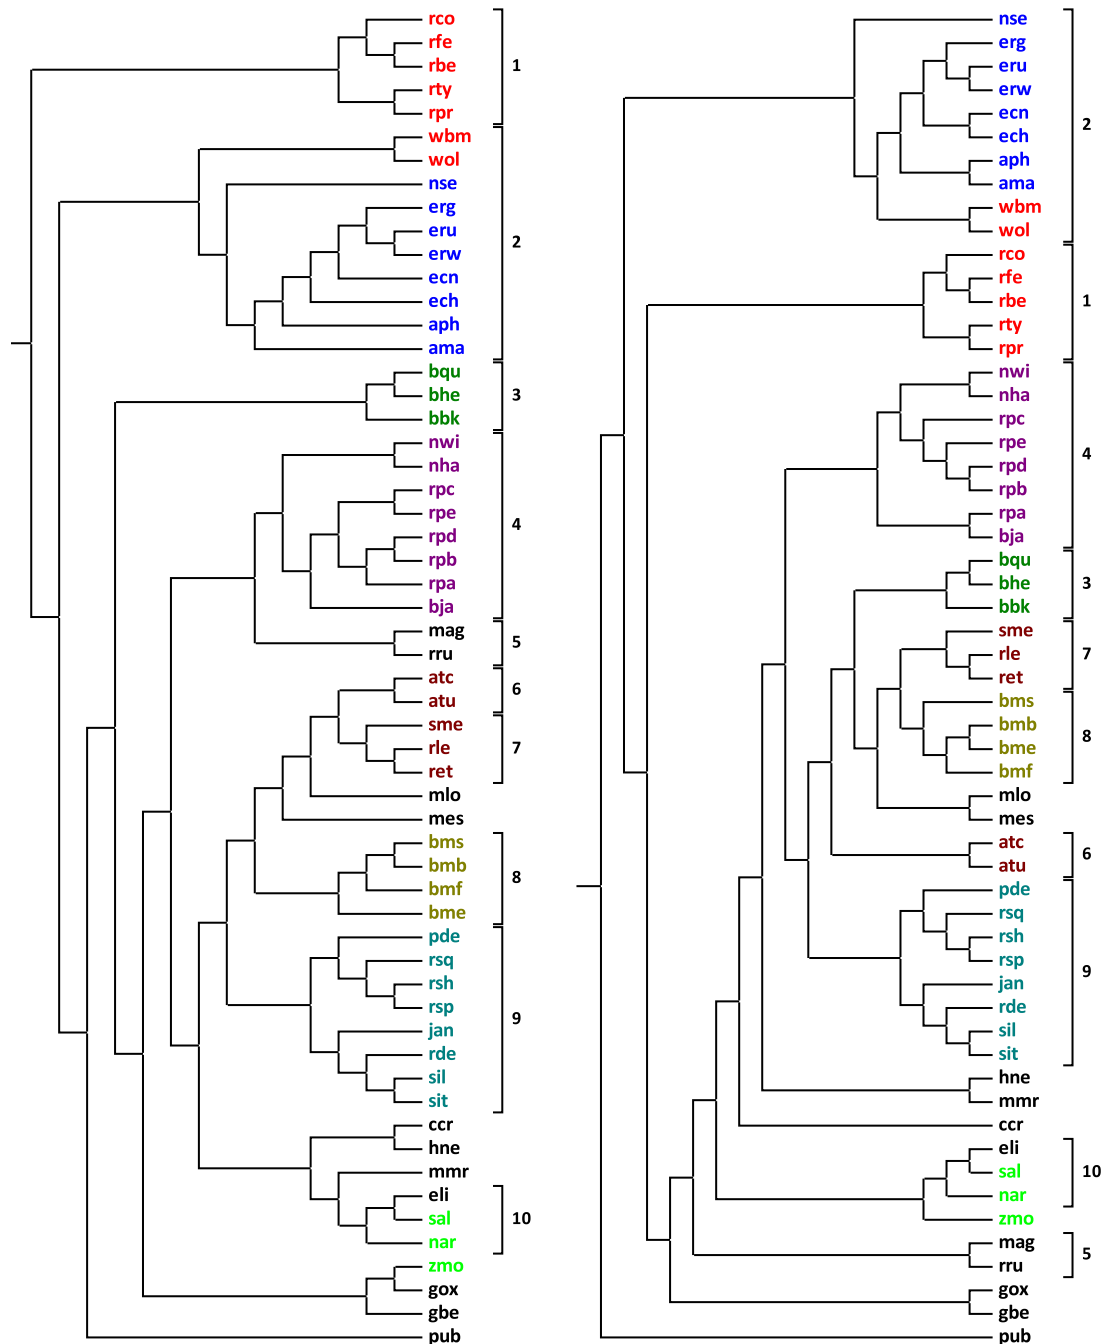 rco
rfe
rbe
rty
rpr
1
wbm
wol
nse
erg
eru
erw
ecn
ech
aph
ama
2
bqu
bhe
bbk
3
nwi
nha
rpc
rpe
rpd
rpb
rpa
bja
4
mag
rru
5
atc
atu
6
sme
rle
ret
7
mlo
mes
bms
bmb
bmf
bme
8
pde
rsq
rsh
rsp
jan
rde
sil
sit
9
ccr
hne
mmr
eli
sal
nar
10
zmo
gox
gbe
pub
nse
erg
eru
erw
ecn
ech
aph
ama
wbm
wol
2
rco
rfe
rbe
rty
rpr
1
nwi
nha
rpc
rpe
rpd
rpb
rpa
bja
4
bqu
bhe
bbk
3
sme
rle
ret
7
bms
bmb
bme
bmf
8
mlo
mes
atc
atu
6
pde
rsq
rsh
rsp
jan
rde
sil
sit
9
hne
mmr
ccr
eli
sal
nar
10
zmo
mag
rru
5
gox
gbe
pub